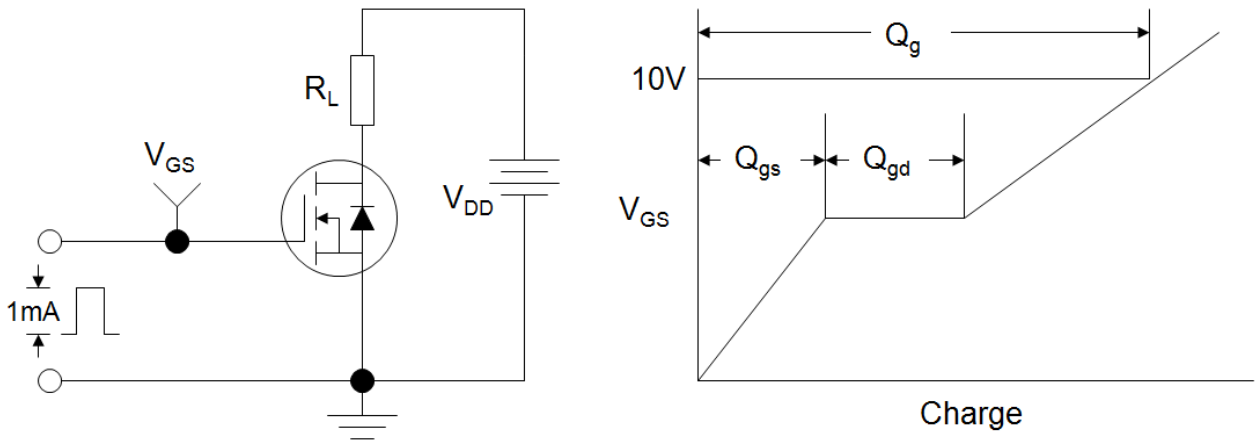 R_L
V_GS
V_DD
1mA
Q_g
10V
Q_gs
Q_gd
V_GS
Charge